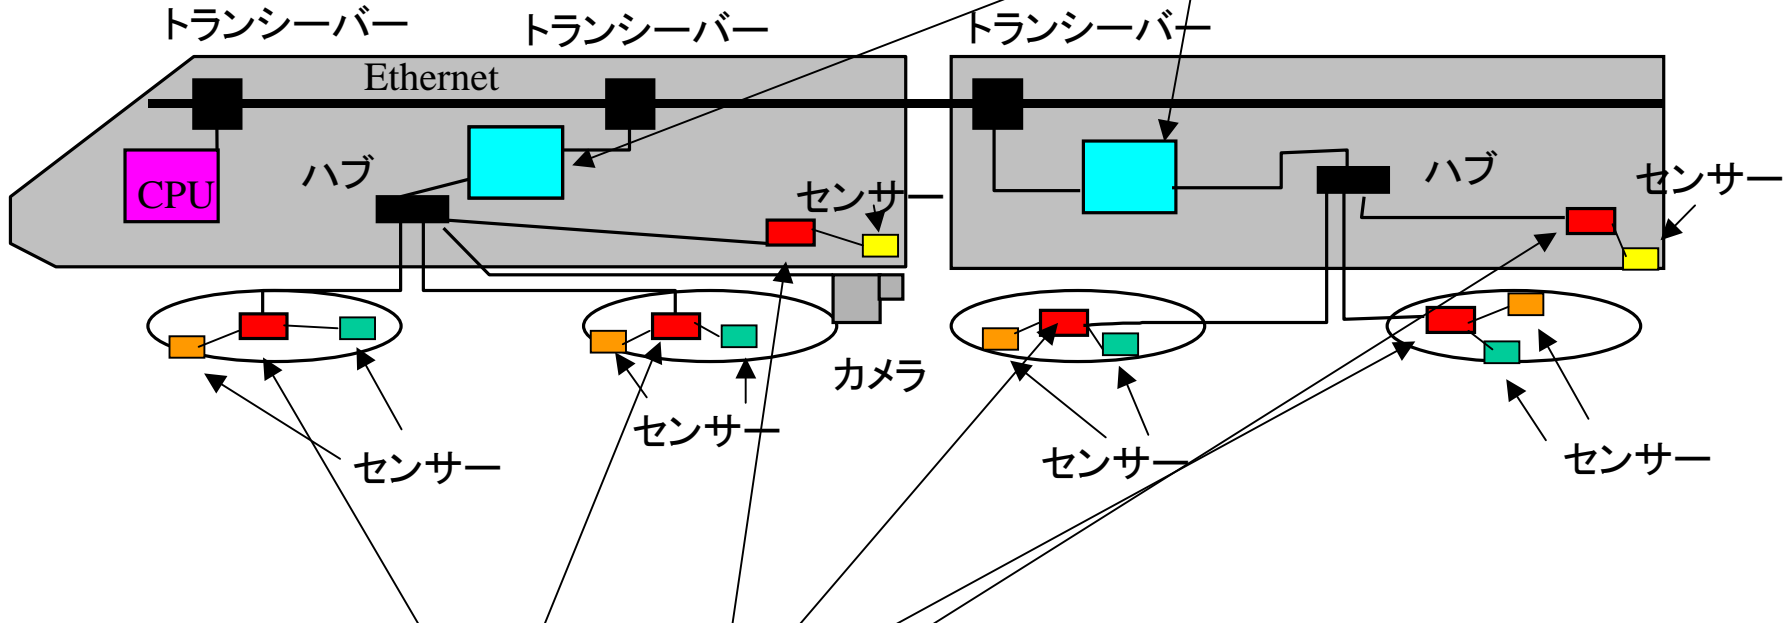 トランシーバー
トランシーバー
トランシーバー
Ethernet
CPU
ハブ
センサー
ハブ
センサー
カメラ
センサー
センサー
センサー
センサー